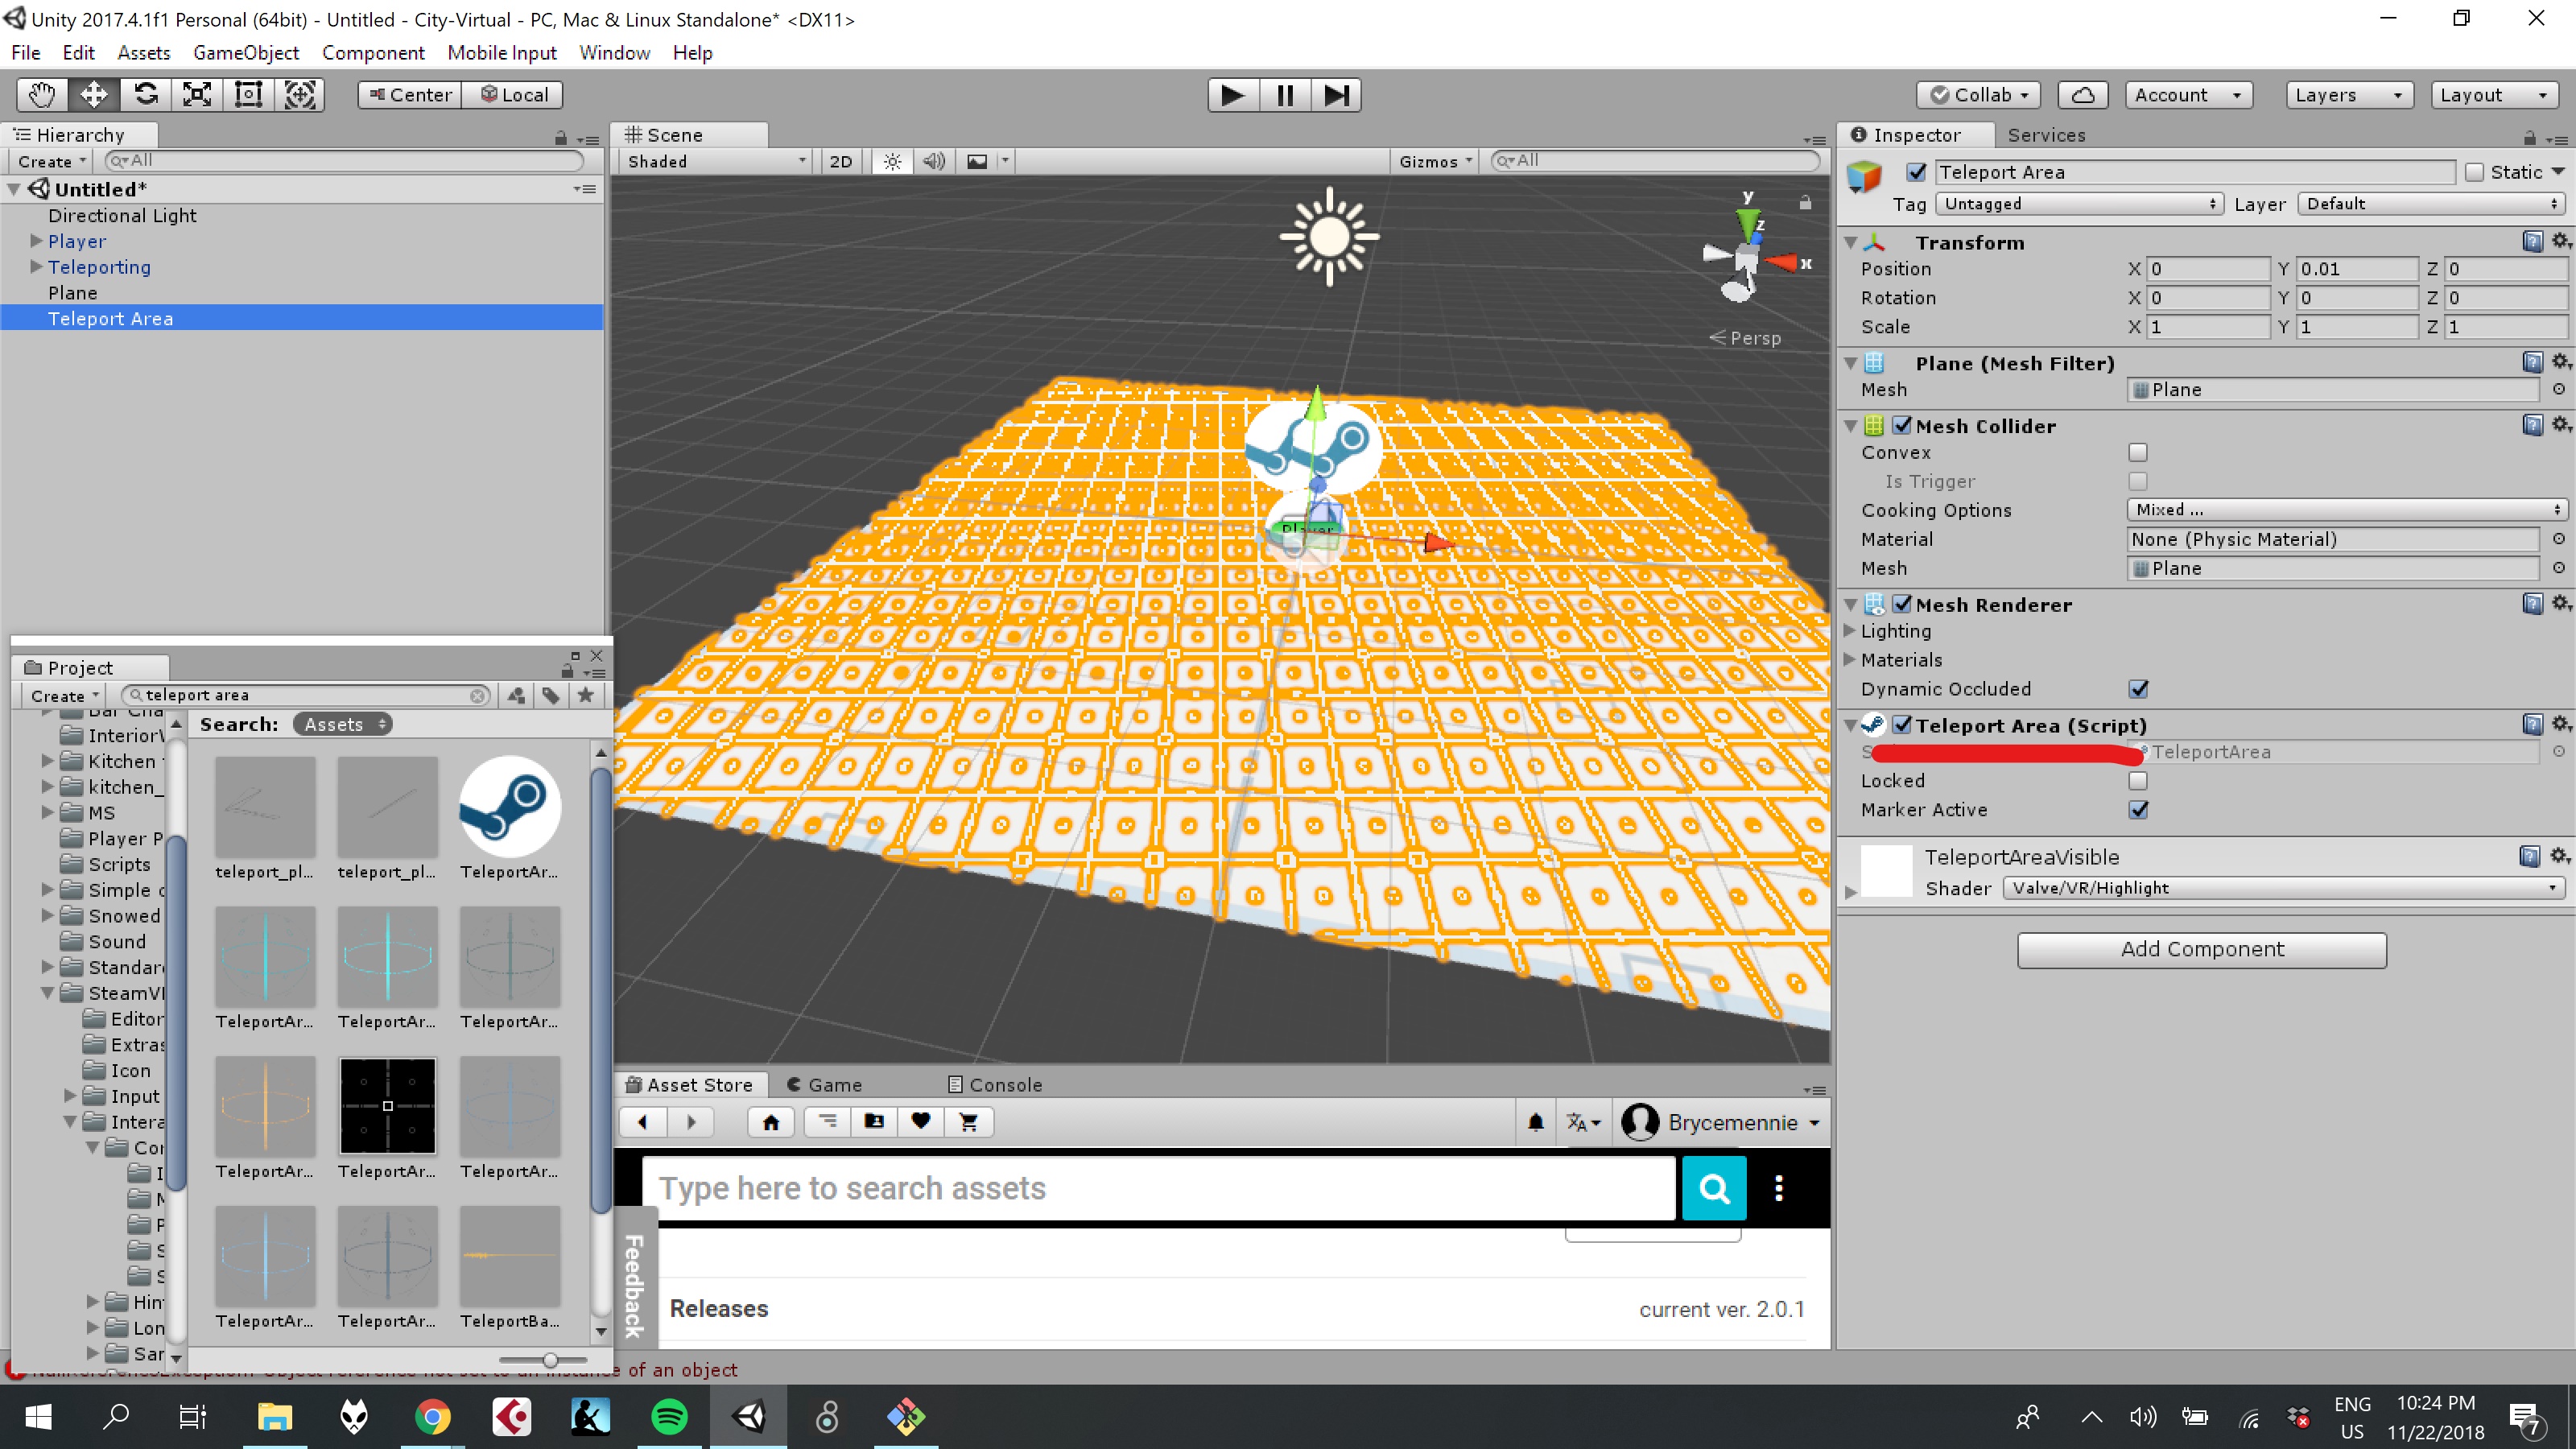 Unity 2017.4.1f1 Personal (64bit) - Untitled - City-Virtual - PC, Mac & Linux Standalone* <DX11>
File Edit Assets GameObject Component Mobile Input Window Help
Center Local Collab Account Layers Layout
Hierarchy
Create All
Untitled*
Directional Light
Player
Teleporting
Plane
Teleport Area
Scene
Shaded 2D Gizmos All
y
z
x
Persp
Player
Inspector Services
Teleport Area Static
Tag Untagged Layer Default
Transform
Position X 0 Y 0.01 Z 0
Rotation X 0 Y 0 Z 0
Scale X 1 Y 1 Z 1
Plane (Mesh Filter)
Mesh Plane
Mesh Collider
Convex
Is Trigger
Cooking Options Mixed ...
Material None (Physic Material)
Mesh Plane
Mesh Renderer
Lighting
Materials
Dynamic Occluded
Teleport Area (Script)
TeleportArea
Locked
Marker Active
TeleportAreaVisible
Shader Valve/VR/Highlight
Add Component
Project
Create teleport area
Search: Assets
Bar Cha
InteriorW
Kitchen
kitchen_
MS
Player P
Scripts
Simple c
Snowed
Sound
Standar
SteamVI
Editor
Extras
Icon
Input
Intera
Cor
Hin
Lon
Sar
teleport_pl... teleport_pl... TeleportAr...
TeleportAr... TeleportAr... TeleportAr...
TeleportAr... TeleportAr... TeleportAr...
TeleportAr... TeleportAr... TeleportBa...
Asset Store Game Console
Brycemennie
Type here to search assets
Feedback
Releases current ver. 2.0.1
e of an object
ENG
US
10:24 PM
11/22/2018
7